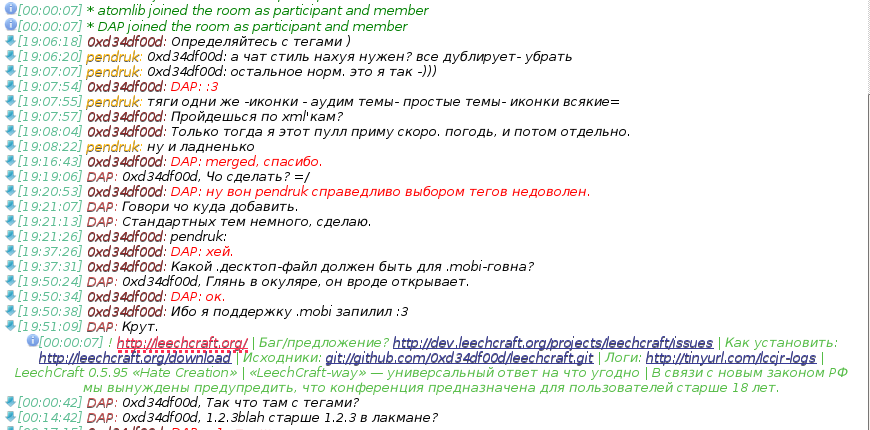 [00:00:07] * atomlib joined the room as participant and member
[00:00:07] * DAP joined the room as participant and member
[19:06:18] 0xd34df00d: Определяйтесь с тегами )
[19:06:20] pendruk: 0xd34df00d: а чат стиль нахуя нужен? все дублирует- убрать
[19:07:07] pendruk: 0xd34df00d: остальное норм. это я так -)))
[19:07:54] 0xd34df00d: DAP: :3
[19:07:55] pendruk: тяги одни же -иконки - аудим темы- простые темы- иконки всякие=
[19:07:57] 0xd34df00d: Пройдешься по xml'кам?
[19:08:04] 0xd34df00d: Только тогда я этот пулл приму скоро. погодь, и потом отдельно.
[19:08:22] pendruk: ну и ладненько
[19:16:43] 0xd34df00d: DAP: merged, спасибо.
[19:19:06] DAP: 0xd34df00d, Чо сделать? =/
[19:20:53] 0xd34df00d: DAP: ну вон pendruk справедливо выбором тегов недоволен.
[19:21:07] DAP: Говори чо куда добавить.
[19:21:13] DAP: Стандартных тем немного, сделаю.
[19:21:26] 0xd34df00d: pendruk:
[19:37:26] 0xd34df00d: DAP: хей.
[19:37:31] 0xd34df00d: Какой .десктоп-файл должен быть для .mobi-говна?
[19:50:24] DAP: 0xd34df00d, Глянь в окуляре, он вроде открывает.
[19:50:34] 0xd34df00d: DAP: ок.
[19:50:38] 0xd34df00d: Ибо я поддержку .mobi запилил :3
[19:51:09] DAP: Крут.
[00:00:07] ! http://leechcraft.org/ | Баг/предложение? http://dev.leechcraft.org/projects/leechcraft/issues | Как установить:
http://leechcraft.org/download | Исходники: git://github.com/0xd34df00d/leechcraft.git | Логи: http://tinyurl.com/lccjr-logs |
LeechCraft 0.5.95 «Hate Creation» | «LeechCraft-way» — универсальный ответ на что угодно | В связи с новым законом РФ
мы вынуждены предупредить, что конференция предназначена для пользователей старше 18 лет.
[00:00:42] DAP: 0xd34df00d, Так что там с тегами?
[00:14:42] DAP: 0xd34df00d, 1.2.3blah старше 1.2.3 в лакмане?